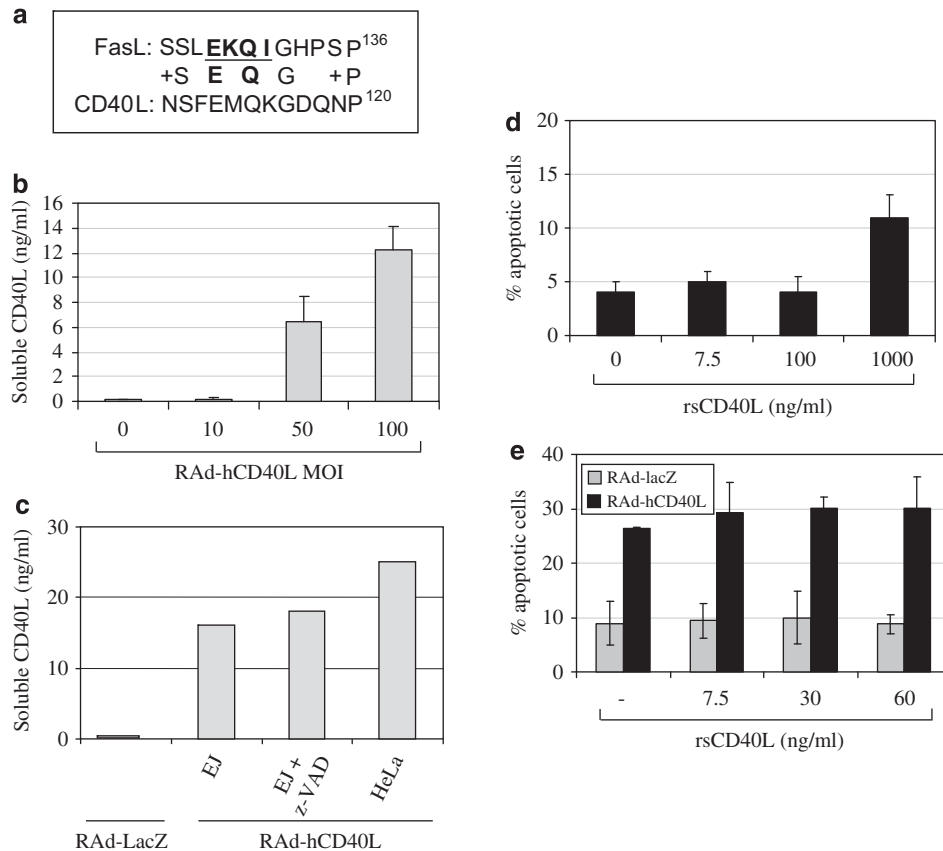 a
FasL: SSLEKQIGHPSP136
+S E Q G +P
CD40L: NSFEMQKGDQNP120
b
Soluble CD40L (ng/ml)
16
14
12
10
8
6
4
2
0
0 10 50 100
RAd-hCD40L MOI
c
Soluble CD40L (ng/ml)
30
20
10
0
EJ
EJ +
z-VAD
HeLa
RAd-LacZ RAd-hCD40L
d
% apoptotic cells
20
15
10
5
0
0 7.5 100 1000
rsCD40L (ng/ml)
e
% apoptotic cells
40
30
20
10
0
RAd-lacZ
RAd-hCD40L
- 7.5 30 60
rsCD40L (ng/ml)